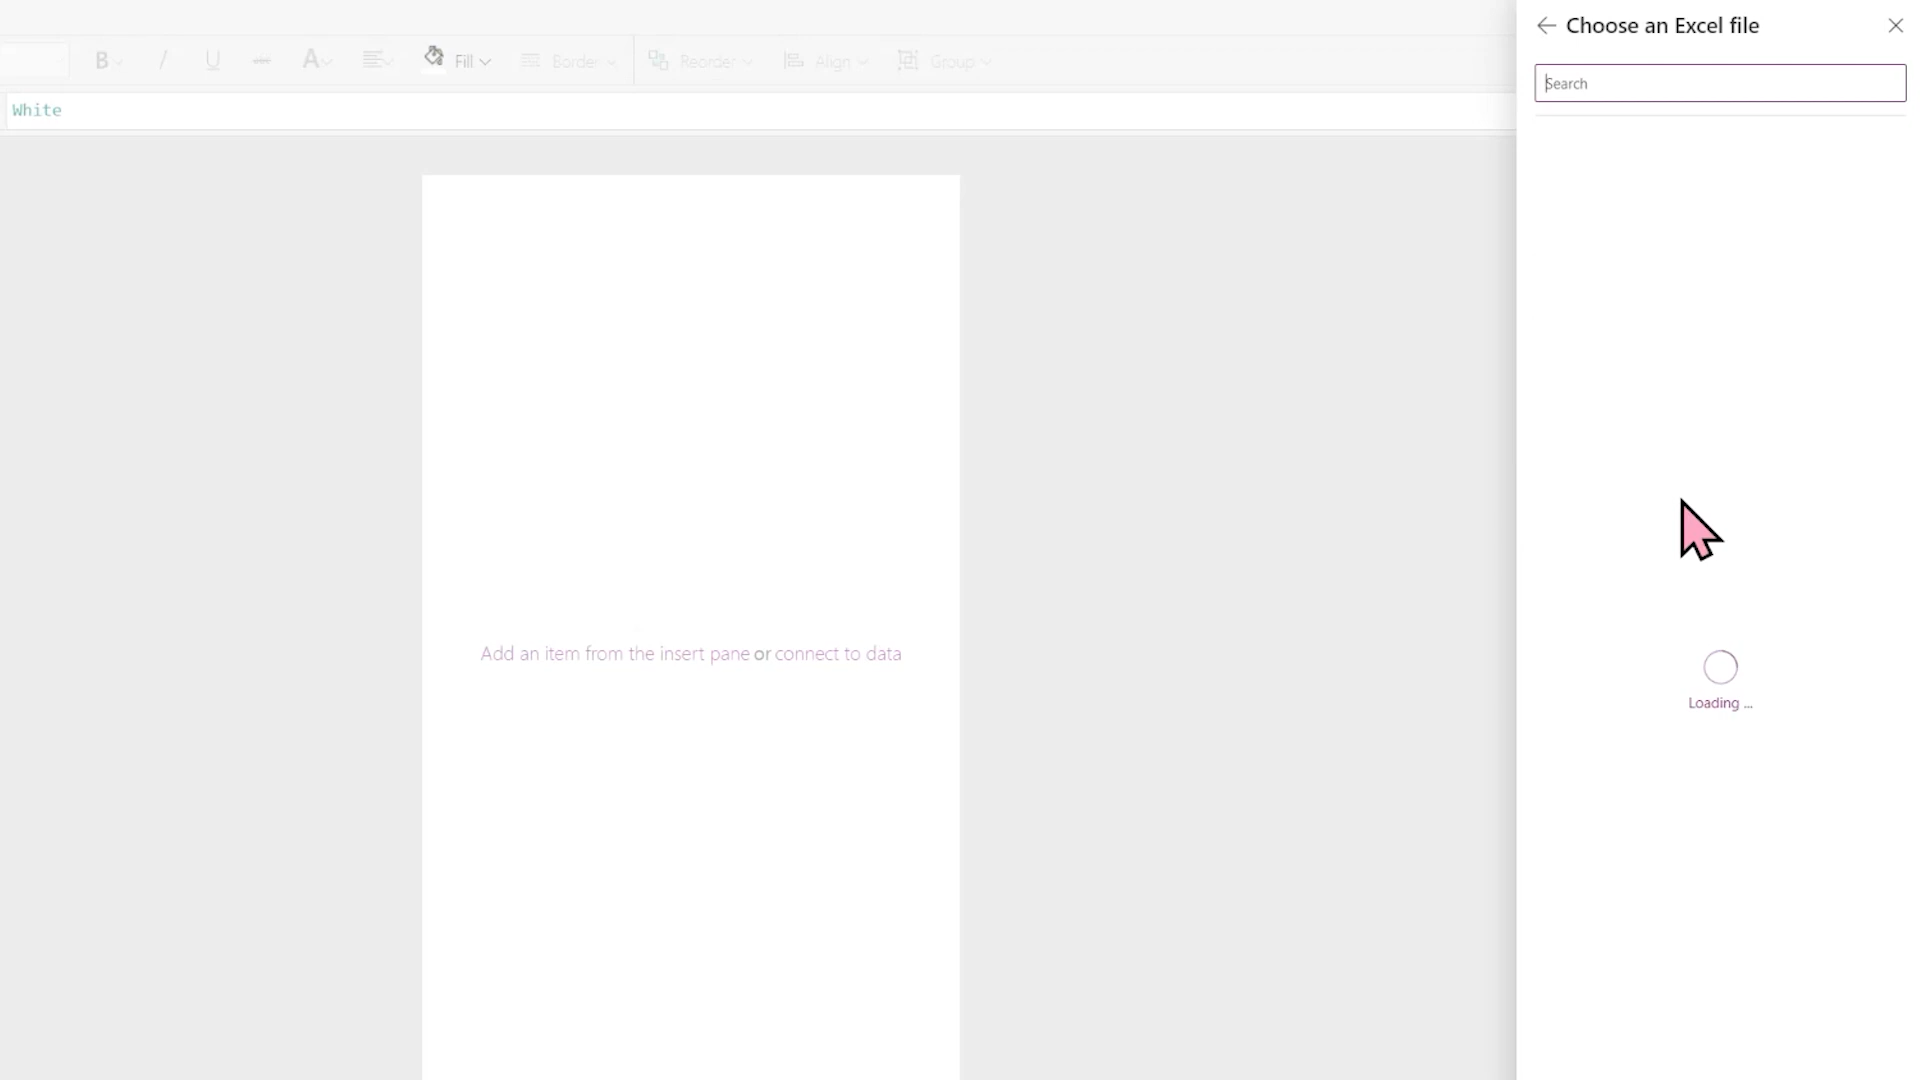 Choose an Excel file
B / U abc A Fill Border Reorder Align Group
Search
White
Add an item from the insert pane or connect to data
Loading ...